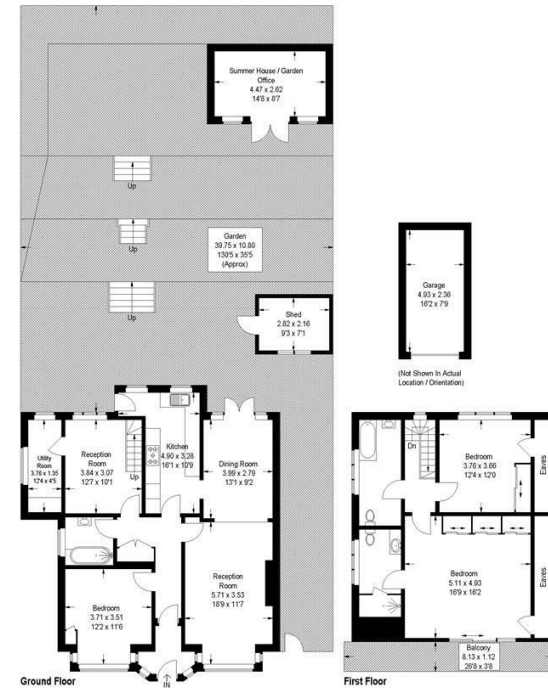 Summer House / Garden
Office
4.47 x 2.62
14'8 x 8'7
Up
Up
Garden
39.75 x 10.80
130'5 x 35'5
(Approx)
Up
Shed
2.82 x 2.16
9'3 x 7'1
Garage
4.93 x 2.36
16'2 x 7'9
(Not Shown In Actual
Location / Orientation)
Utility
Room
3.76 x 1.35
12'4 x 4'5
Reception
Room
3.84 x 3.07
12'7 x 10'1
Up
Kitchen
4.90 x 3.28
16'1 x 10'9
Dining Room
3.99 x 2.79
13'1 x 9'2
Reception
Room
5.71 x 3.53
18'9 x 11'7
Bedroom
3.71 x 3.51
12'2 x 11'6
IN
Ground Floor
Dn
Bedroom
3.76 x 3.66
12'4 x 12'0
Eaves
Bedroom
5.11 x 4.93
16'9 x 16'2
Eaves
Balcony
8.13 x 1.12
26'8 x 3'8
First Floor